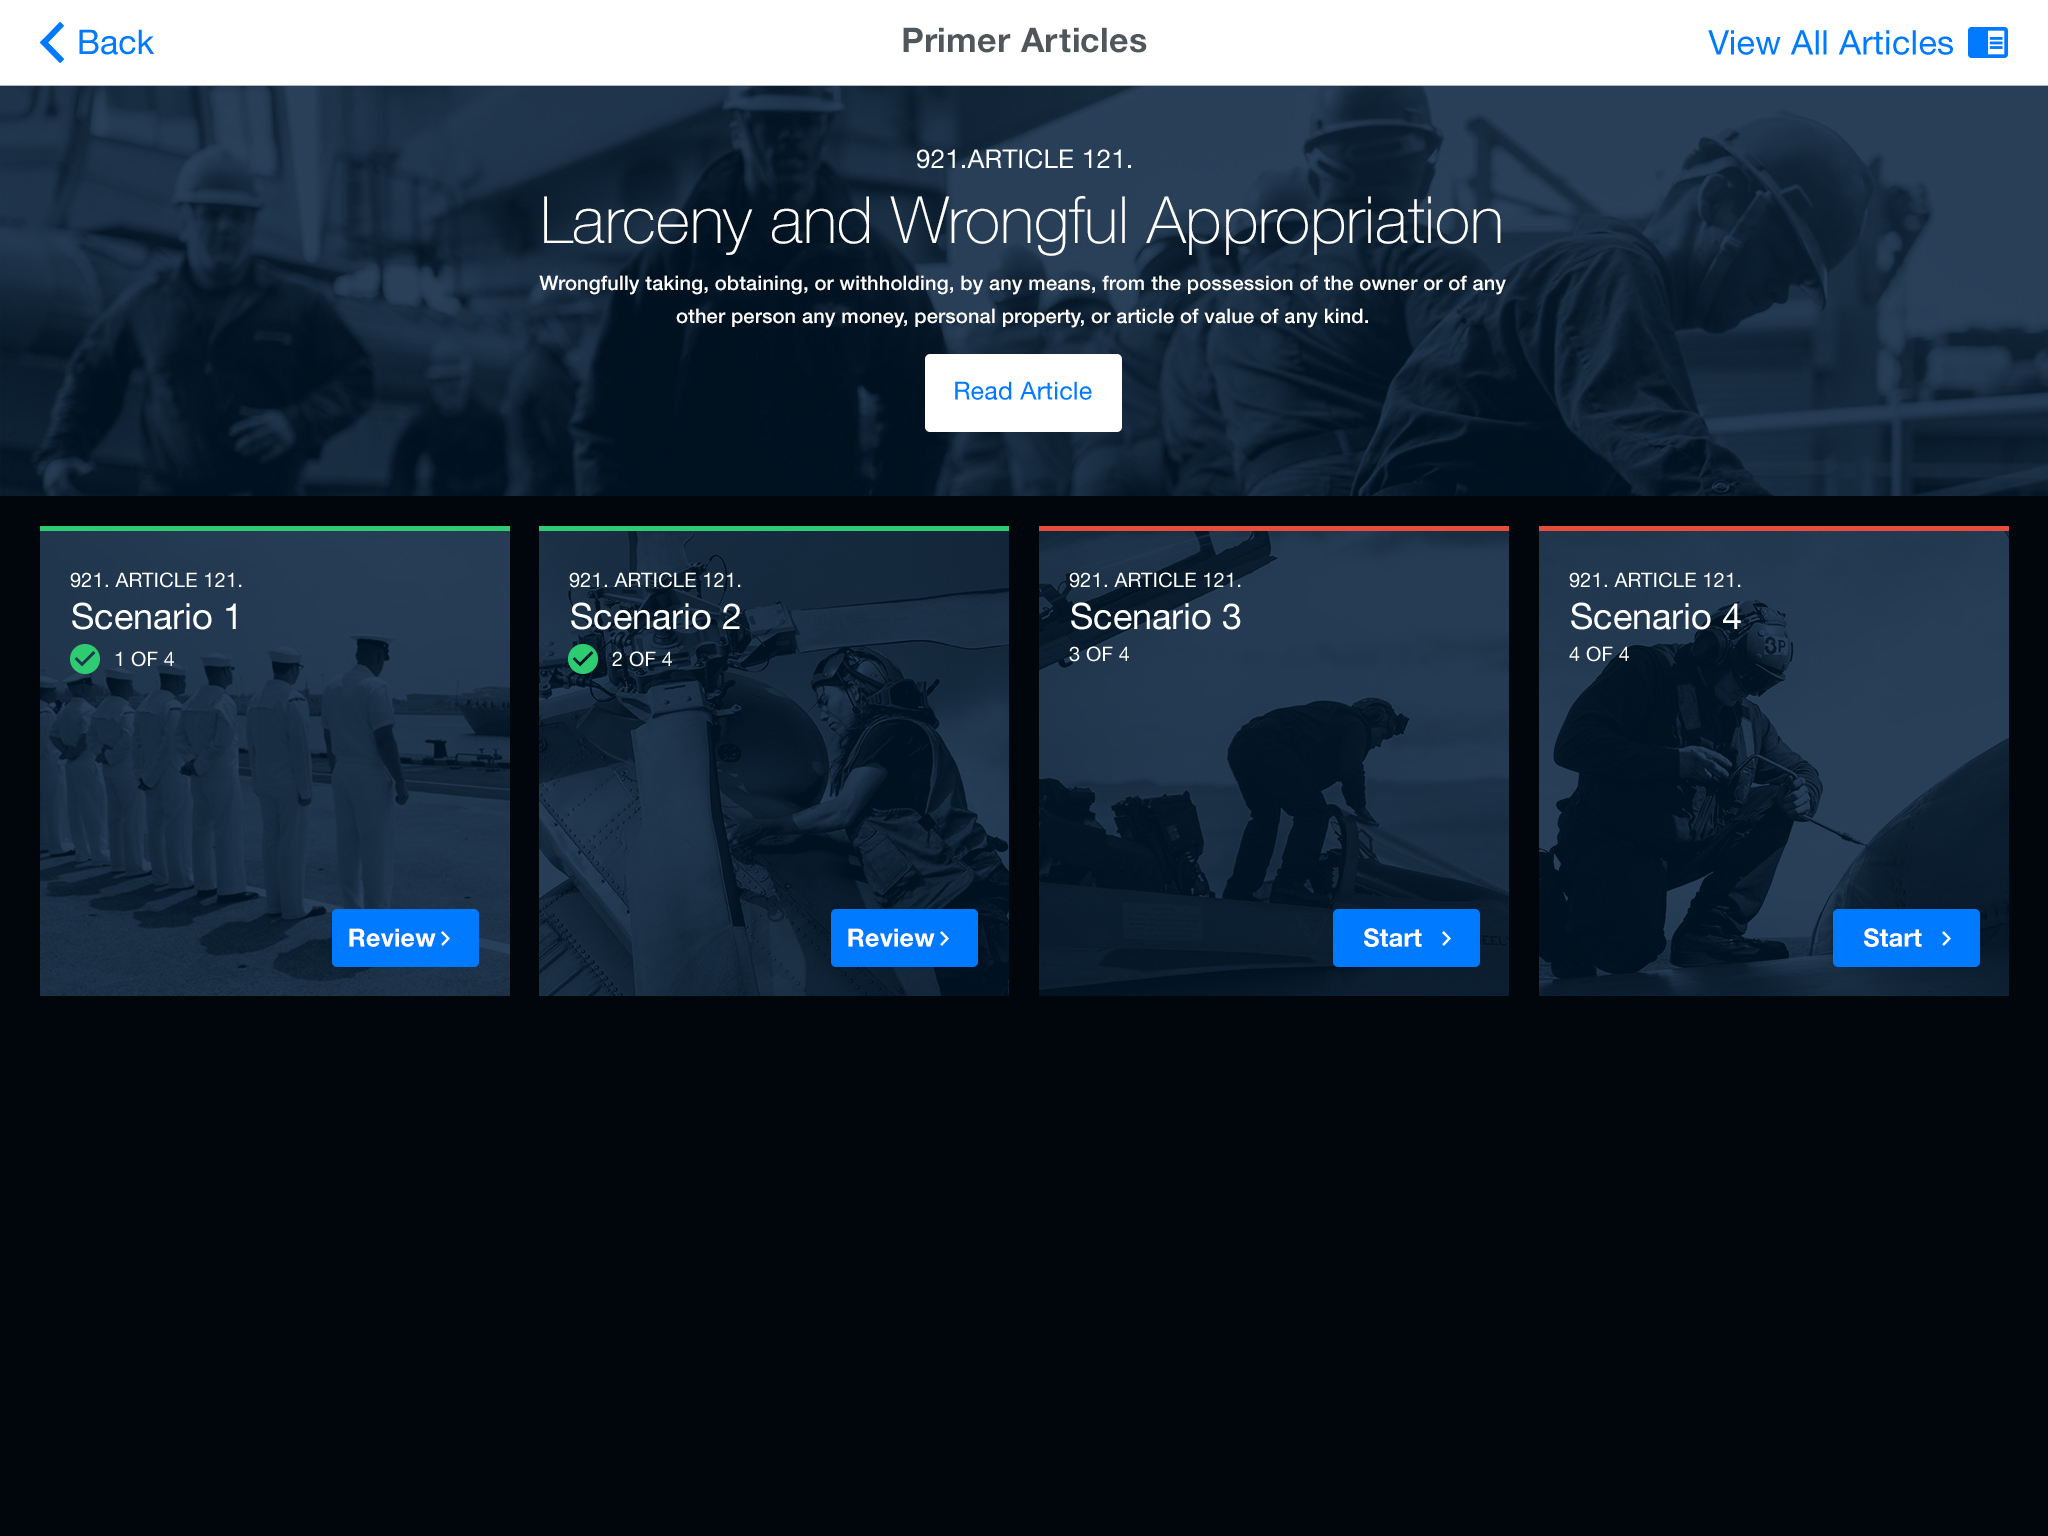 Back
Primer Articles
View All Articles
921.ARTICLE 121.
Larceny and Wrongful Appropriation
Wrongfully taking, obtaining, or withholding, by any means, from the possession of the owner or of any
other person any money, personal property, or article of value of any kind.
Read Article
921. ARTICLE 121.
Scenario 1
1 OF 4
Review
921. ARTICLE 121.
Scenario 2
2 OF 4
Review
921. ARTICLE 121.
Scenario 3
3 OF 4
Start
921. ARTICLE 121.
Scenario 4
3P
4 OF 4
Start